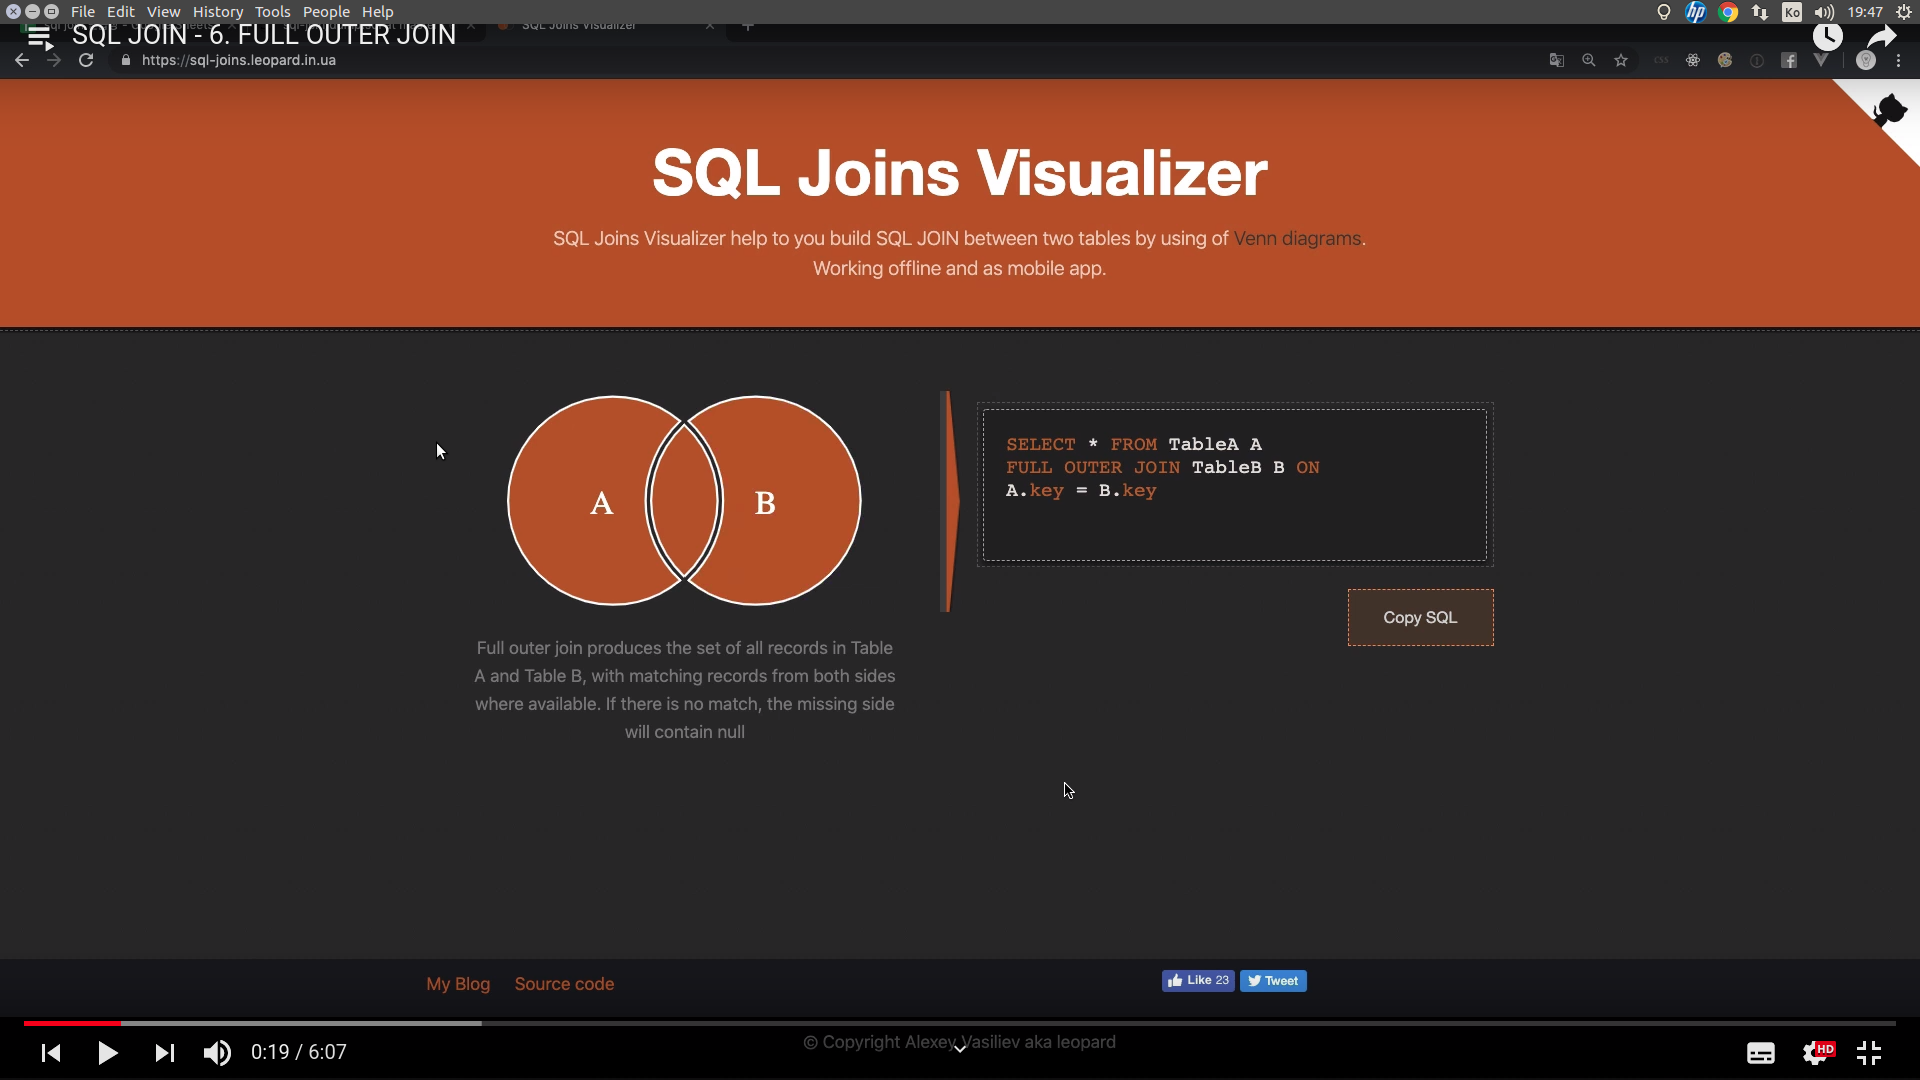 File Edit View History Tools People Help
hp Ko 19:47
SQL JOIN - 6. FULL OUTER JOIN
SQL Joins Visualizer
https://sql-joins.leopard.in.ua
css
SQL Joins Visualizer
SQL Joins Visualizer help to you build SQL JOIN between two tables by using of Venn diagrams.
Working offline and as mobile app.
A B
SELECT * FROM TableA A
FULL OUTER JOIN TableB B ON
A.key = B.key
Copy SQL
Full outer join produces the set of all records in Table
A and Table B, with matching records from both sides
where available. If there is no match, the missing side
will contain null
My Blog Source code
Like 23 Tweet
0:19 / 6:07
© Copyright Alexey Vasiliev aka leopard
HD